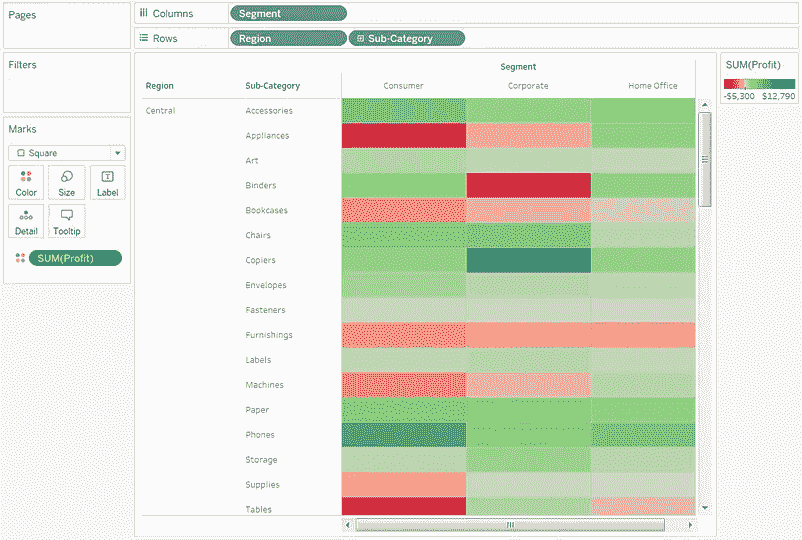 Pages
Columns
Segment
Rows
Region
Sub-Category
Filters
Marks
Square
Color
Size
Label
Detail
Tooltip
SUM(Profit)
Segment
Region
Sub-Category
Consumer
Corporate
Home Office
Central
Accessories
Appliances
Art
Binders
Bookcases
Chairs
Copiers
Envelopes
Fasteners
Furnishings
Labels
Machines
Paper
Phones
Storage
Supplies
Tables
SUM(Profit)
-$5,300 $12,790